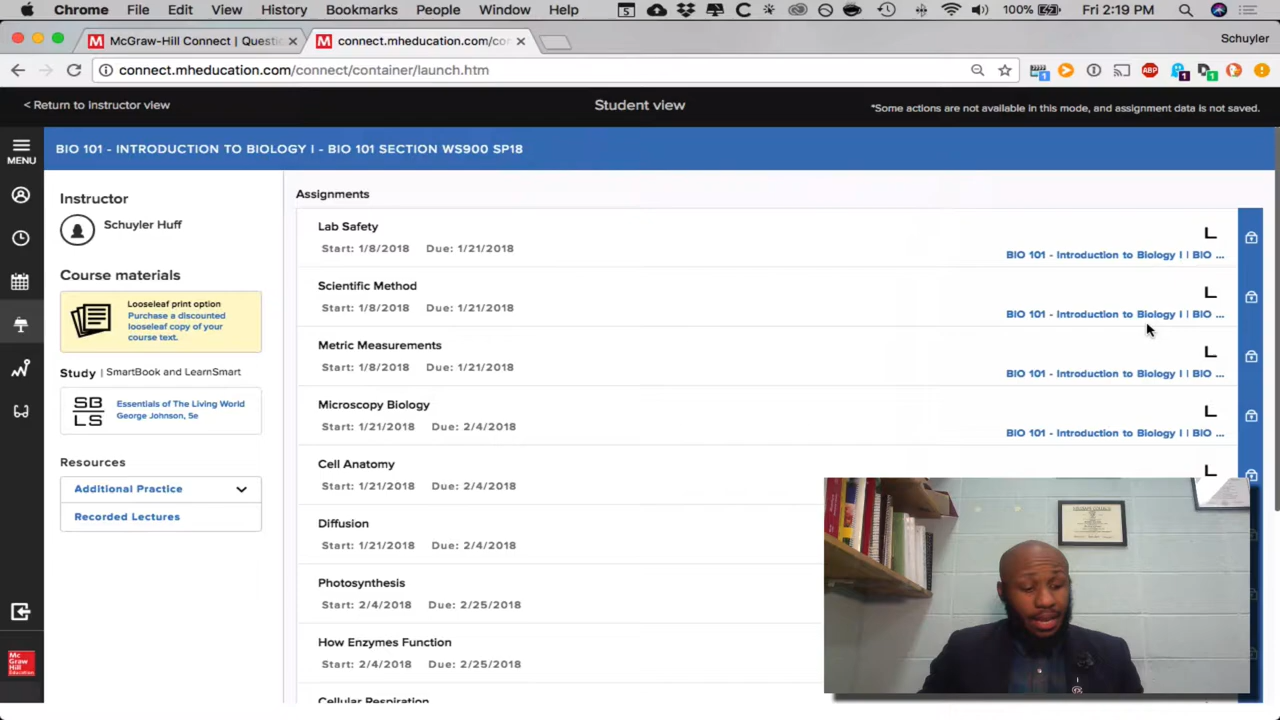 Chrome File Edit View History Bookmarks People Window Help 100% Fri 2:19 PM
McGraw-Hill Connect | Questi
connect.mheducation.com/co
Schuyler
connect.mheducation.com/connect/container/launch.htm
ABP
< Return to instructor view
Student view
*Some actions are not available in this mode, and assignment data is not saved.
MENU
BIO 101 - INTRODUCTION TO BIOLOGY I - BIO 101 SECTION WS900 SP18
Instructor
Schuyler Huff
Course materials
Looseleaf print option
Purchase a discounted
looseleaf copy of your
course text.
Study | SmartBook and LearnSmart
SB
LS
Essentials of The Living World
George Johnson, 5e
Resources
Additional Practice
Recorded Lectures
Mc
Graw
Hill
Education
Assignments
Lab Safety
L
Start: 1/8/2018 Due: 1/21/2018
BIO 101 - Introduction to Biology I | BIO ...
Scientific Method
L
Start: 1/8/2018 Due: 1/21/2018
BIO 101 - Introduction to Biology I | BIO ...
Metric Measurements
L
Start: 1/8/2018 Due: 1/21/2018
BIO 101 - Introduction to Biology I | BIO ...
Microscopy Biology
L
Start: 1/21/2018 Due: 2/4/2018
BIO 101 - Introduction to Biology I | BIO ...
Cell Anatomy
L
Start: 1/21/2018 Due: 2/4/2018
Diffusion
Start: 1/21/2018 Due: 2/4/2018
Photosynthesis
Start: 2/4/2018 Due: 2/25/2018
How Enzymes Function
Start: 2/4/2018 Due: 2/25/2018
Cellular Respiration